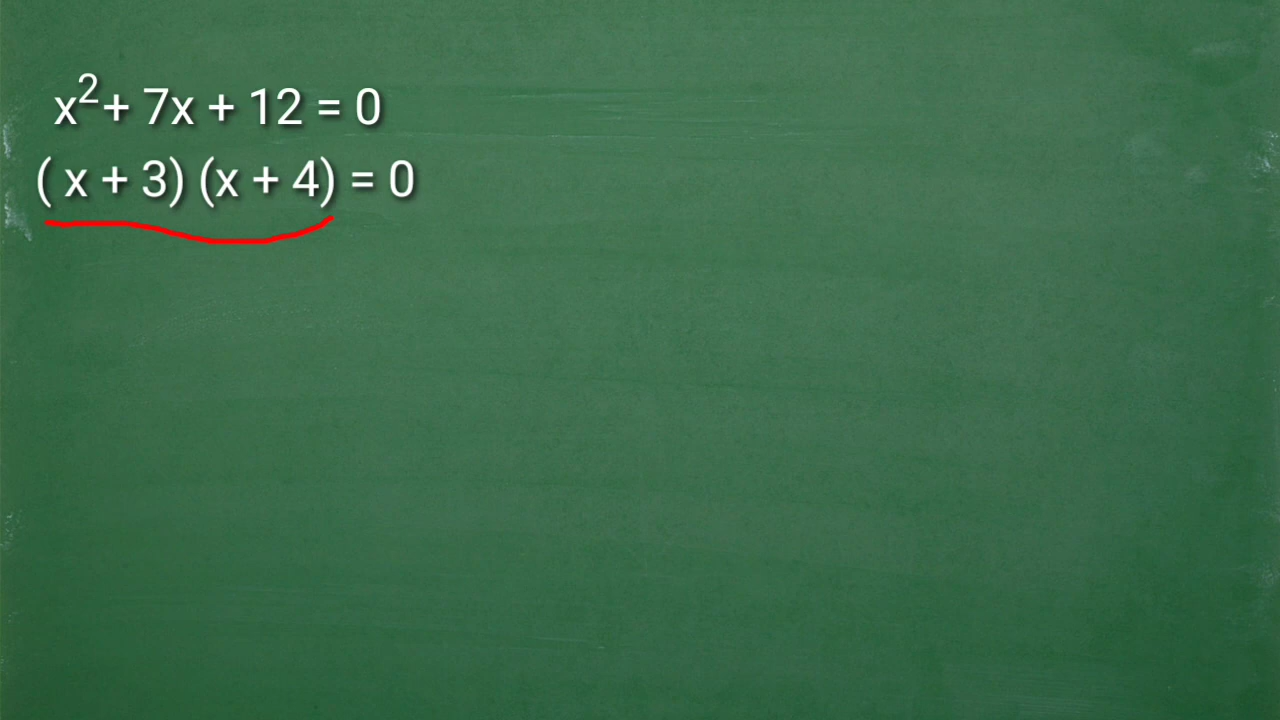 x²+ 7x + 12 = 0
( x + 3) (x + 4) = 0